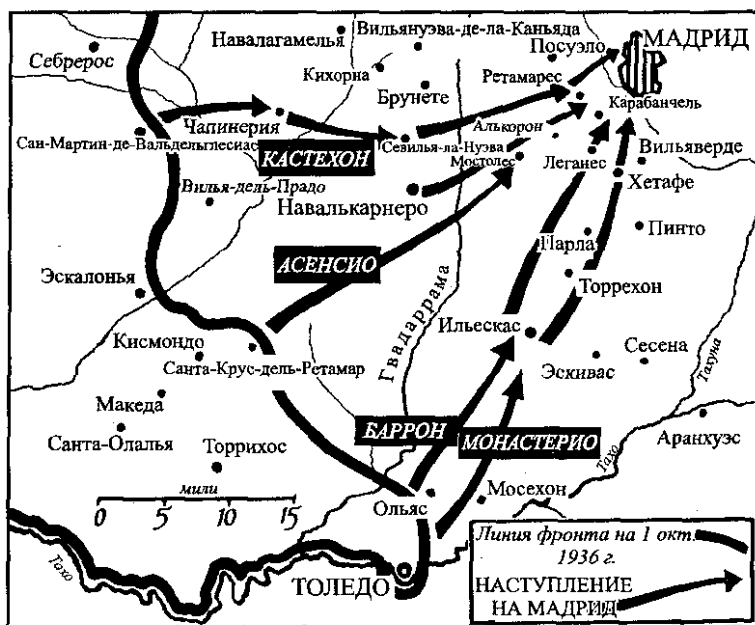 Себрерос
Навалагамелья
Вильянуэва-де-ла-Каньяда
Посуэло
МАДРИД
Кихорна
Брунете
Ретамарес
Карабанчель
Чапинерия
Сан-Мартин-де-Вальдеыглесиас
КАСТЕХОН
Севилья-ла-Нуэва
Алькорон
Мостолес
Леганес
Вильяверде
Хетафе
Вилья-дель-Прадо
Навалькарнеро
АСЕНСИО
Парла
Пинто
Торрехон
Эскалонья
Гвадаррама
Ильескас
Кисмондо
Санта-Крус-дель-Ретамар
Эскивас
Сесена
Тахуна
Македа
Санта-Олалья
Торрихос
БАРРОН
МОНАСТЕРИО
Аранхуэс
Тахо
мили
0 5 10 15
Ольяс
Мосехон
Тахо
ТОЛЕДО
Линия фронта на 1 окт.
1936 г.
НАСТУПЛЕНИЕ
НА МАДРИД